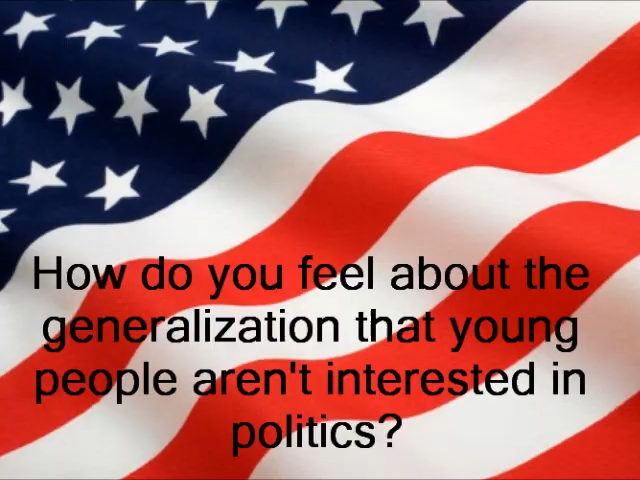 How do you feel about the
generalization that young
people aren't interested in
politics?